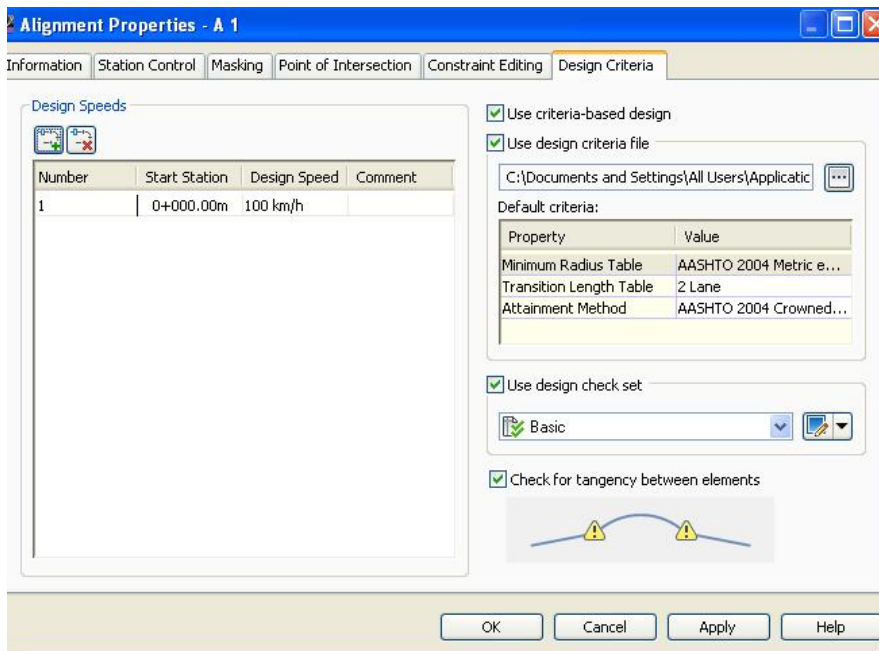 Alignment Properties - A 1
Information Station Control Masking Point of Intersection Constraint Editing Design Criteria
Design Speeds
Number Start Station Design Speed Comment
1 0+000.00m 100 km/h
Use criteria-based design
Use design criteria file
C:\Documents and Settings\All Users\Applicatic
Default criteria:
Property Value
Minimum Radius Table AASHTO 2004 Metric e...
Transition Length Table 2 Lane
Attainment Method AASHTO 2004 Crowned...
Use design check set
Basic
Check for tangency between elements
OK Cancel Apply Help